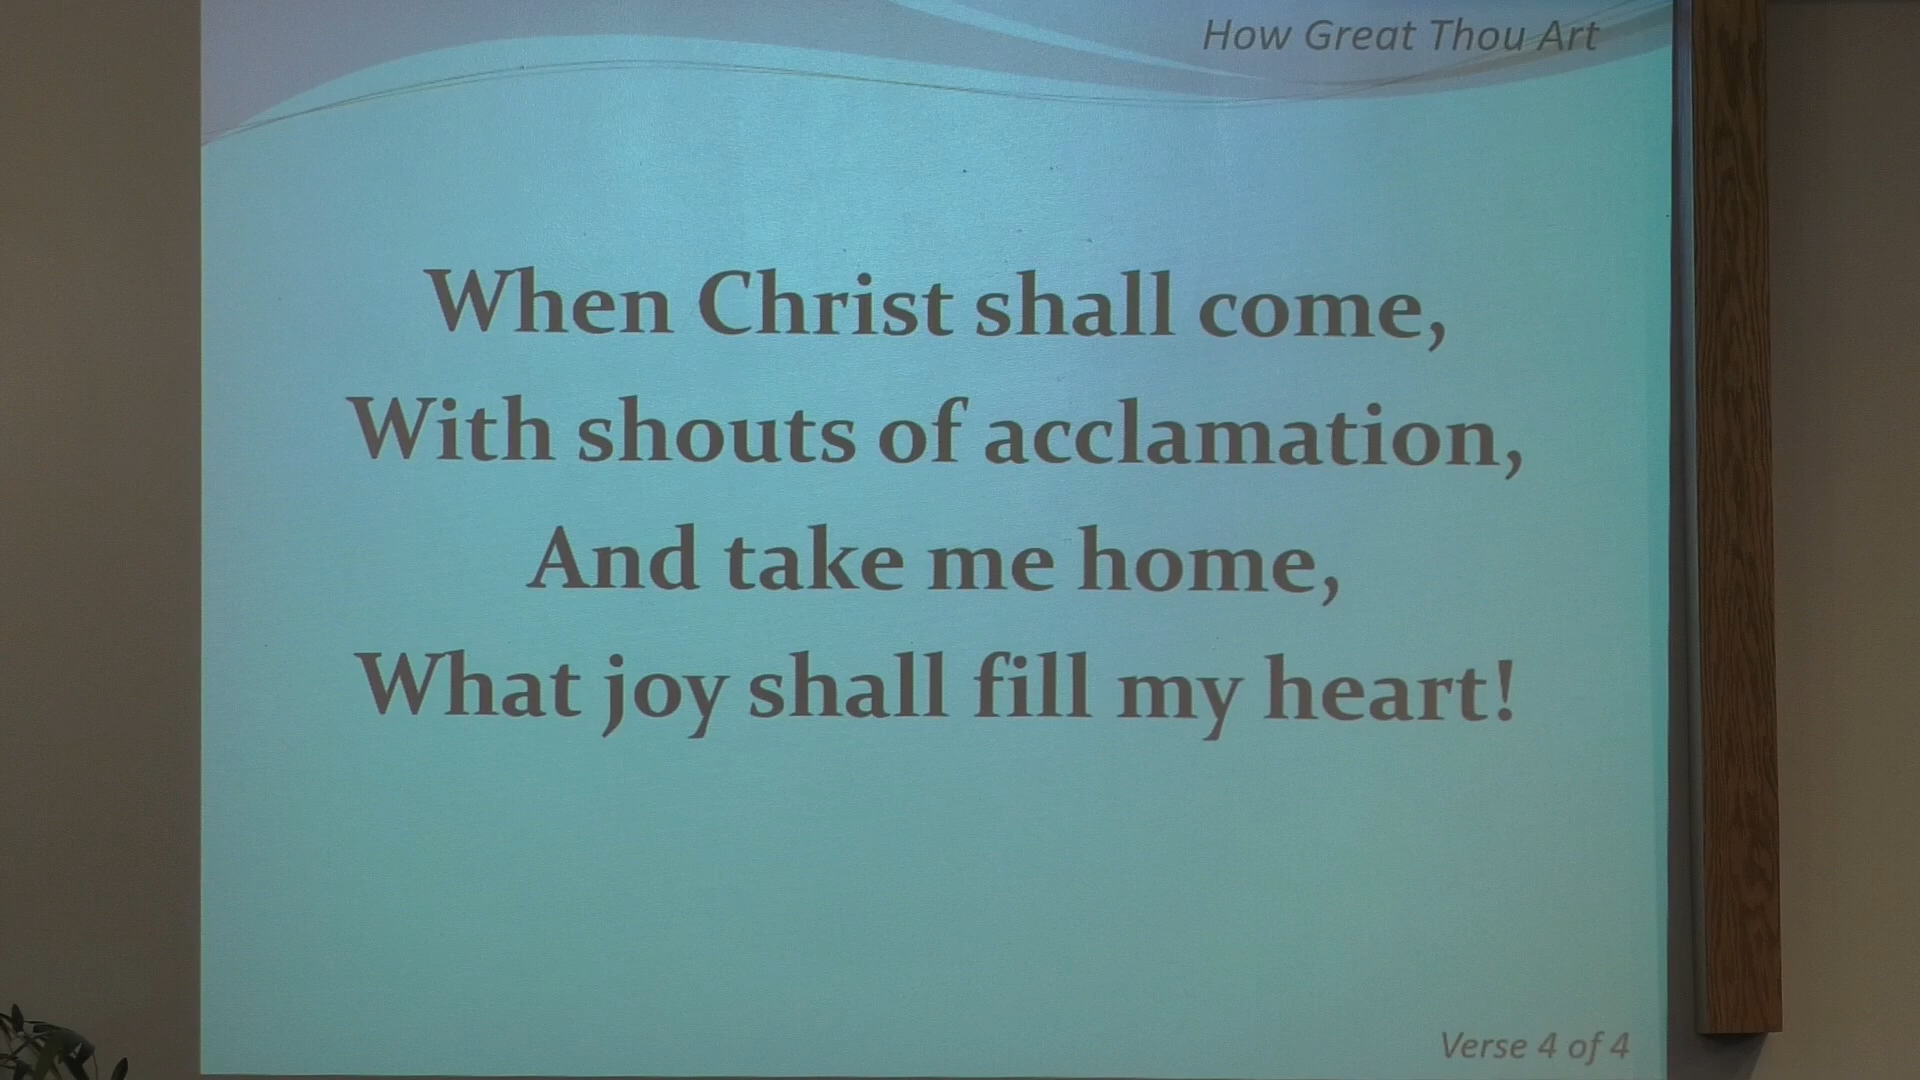 How Great Thou Art
When Christ shall come,
With shouts of acclamation,
And take me home,
What joy shall fill my heart!
Verse 4 of 4